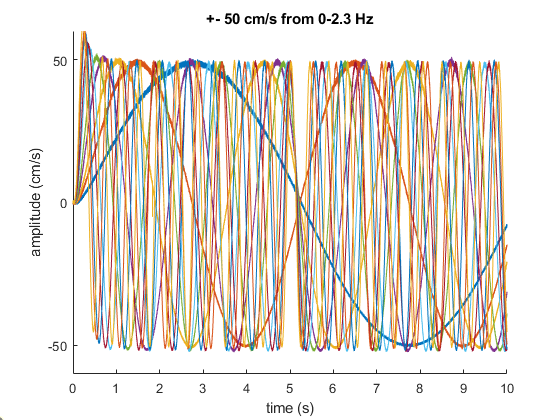 +- 50 cm/s from 0-2.3 Hz
50
0
-50
amplitude (cm/s)
0 1 2 3 4 5 6 7 8 9 10
time (s)